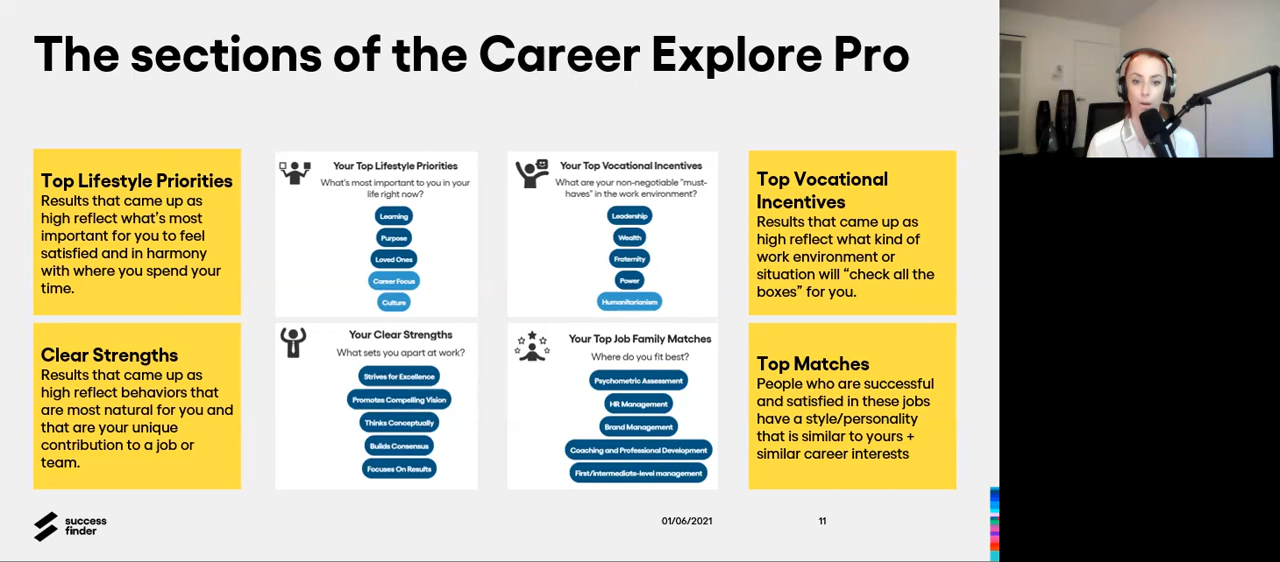 The sections of the Career Explore Pro
Top Lifestyle Priorities
Results that came up as
high reflect what's most
important for you to feel
satisfied and in harmony
with where you spend your
time.
Your Top Lifestyle Priorities
What's most important to you in your
life right now?
Learning
Purpose
Loved Ones
Career Focus
Culture
Your Top Vocational Incentives
What are your non-negotiable "must-
haves" in the work environment?
Leadership
Wealth
Fraternity
Power
Humanitarianism
Top Vocational
Incentives
Results that came up as
high reflect what kind of
work environment or
situation will “check all the
boxes” for you.
Clear Strengths
Results that came up as
high reflect behaviors that
are most natural for you and
that are your unique
contribution to a job or
team.
Your Clear Strengths
What sets you apart at work?
Strives for Excellence
Promotes Compelling Vision
Thinks Conceptually
Builds Consensus
Focuses On Results
Your Top Job Family Matches
Where do you fit best?
Psychometric Assessment
HR Management
Brand Management
Coaching and Professional Development
First/intermediate-level management
Top Matches
People who are successful
and satisfied in these jobs
have a style/personality
that is similar to yours +
similar career interests
success
finder
01/06/2021
11